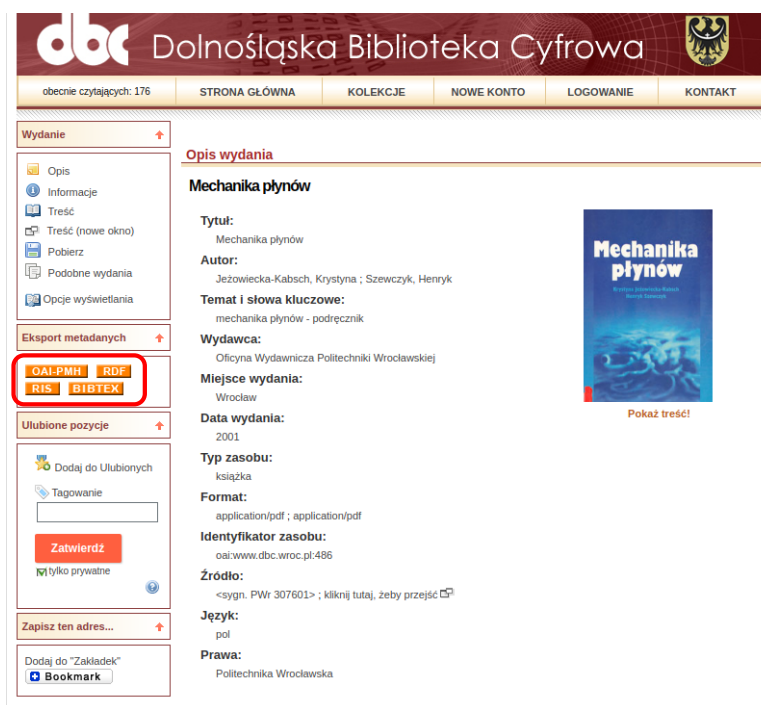 dbc Dolnośląska Biblioteka Cyfrowa
obecnie czytających: 176
STRONA GŁÓWNA
KOLEKCJE
NOWE KONTO
LOGOWANIE
KONTAKT
Wydanie
Opis
Informacje
Treść
Treść (nowe okno)
Pobierz
Podobne wydania
Opcje wyświetlania
Eksport metadanych
OAI-PMH RDF
RIS BIBTEX
Ulubione pozycje
Dodaj do Ulubionych
Tagowanie
Zatwierdź
tylko prywatne
Zapisz ten adres...
Dodaj do "Zakładek"
Bookmark
Opis wydania
Mechanika płynów
Tytuł:
Mechanika płynów
Autor:
Jeżowiecka-Kabsch, Krystyna ; Szewczyk, Henryk
Temat i słowa kluczowe:
mechanika płynów - podręcznik
Wydawca:
Oficyna Wydawnicza Politechniki Wrocławskiej
Miejsce wydania:
Wrocław
Data wydania:
2001
Typ zasobu:
książka
Format:
application/pdf ; application/pdf
Identyfikator zasobu:
oai:www.dbc.wroc.pl:486
Źródło:
<sygn. PWr 307601> ; kliknij tutaj, żeby przejść
Język:
pol
Prawa:
Politechnika Wrocławska
Mechanika
płynów
Krystyna Jeżowiecka-Kabsch
Henryk Szewczyk
Pokaż treść!